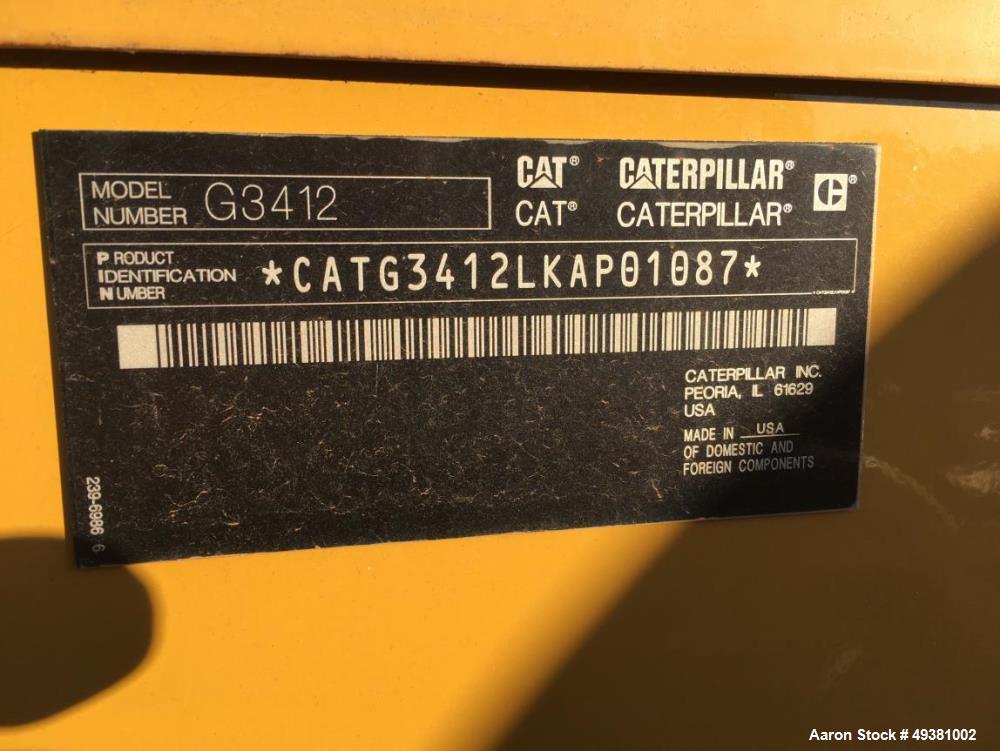 MODEL NUMBER G3412
CAT® CATERPILLAR®
CAT® CATERPILLAR®
C®
PRODUCT
IDENTIFICATION
NUMBER
*CATG3412LKAP01087*
CATERPILLAR INC.
PEORIA, IL 61629
USA
MADE IN USA
OF DOMESTIC AND
FOREIGN COMPONENTS
239-6986 6
Aaron Stock # 49381002